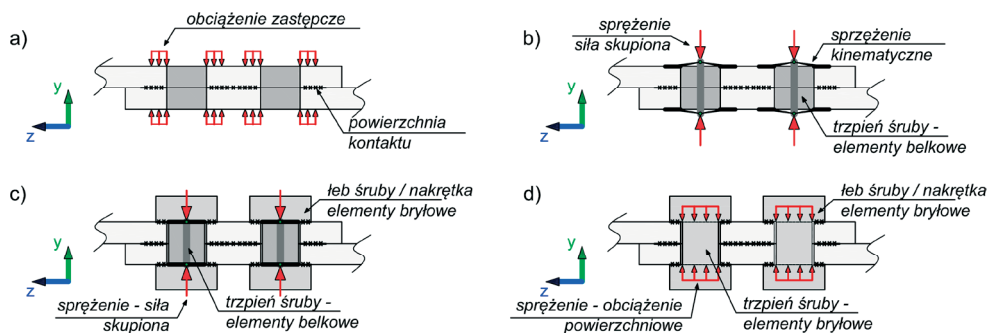 a)
obciążenie zastępcze
powierzchnia
kontaktu
y
z
b)
sprężenie
siła skupiona
sprzężenie
kinematyczne
trzpień śruby -
elementy belkowe
y
z
c)
łeb śruby / nakrętka
elementy bryłowe
y
z
sprężenie - siła
skupiona
trzpień śruby -
elementy belkowe
d)
łeb śruby / nakrętka
elementy bryłowe
y
z
sprężenie - obciążenie
powierzchniowe
trzpień śruby -
elementy bryłowe